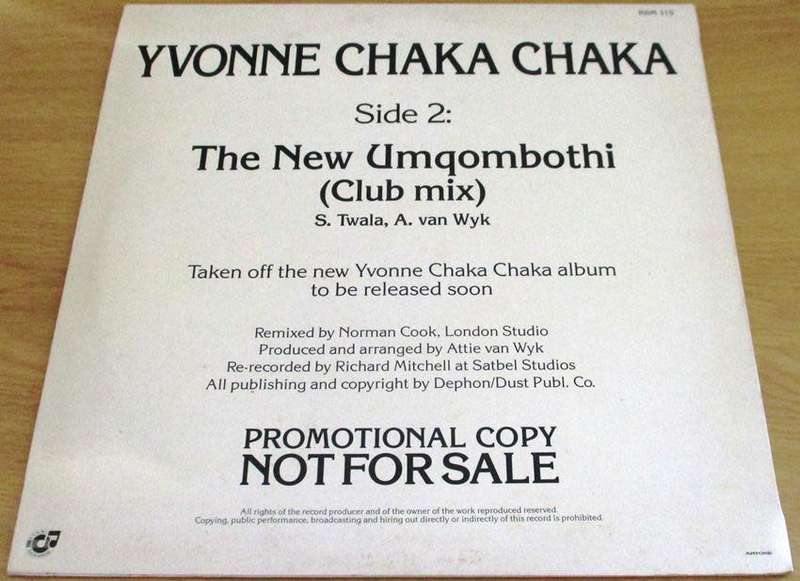 YVONNE CHAKA CHAKA
Side 2:
The New Umqombothi
(Club mix)
S. Twala, A. van Wyk
Taken off the new Yvonne Chaka Chaka album
to be released soon
Remixed by Norman Cook, London Studio
Produced and arranged by Attie van Wyk
Re-recorded by Richard Mitchell at Satbel Studios
All publishing and copyright by Dephon/Dust Publ. Co.
PROMOTIONAL COPY
NOT FOR SALE
All rights of the record producer and of the owner of the work reproduced reserved.
Copying, public performance, broadcasting and hiring out directly or indirectly of this record is prohibited.